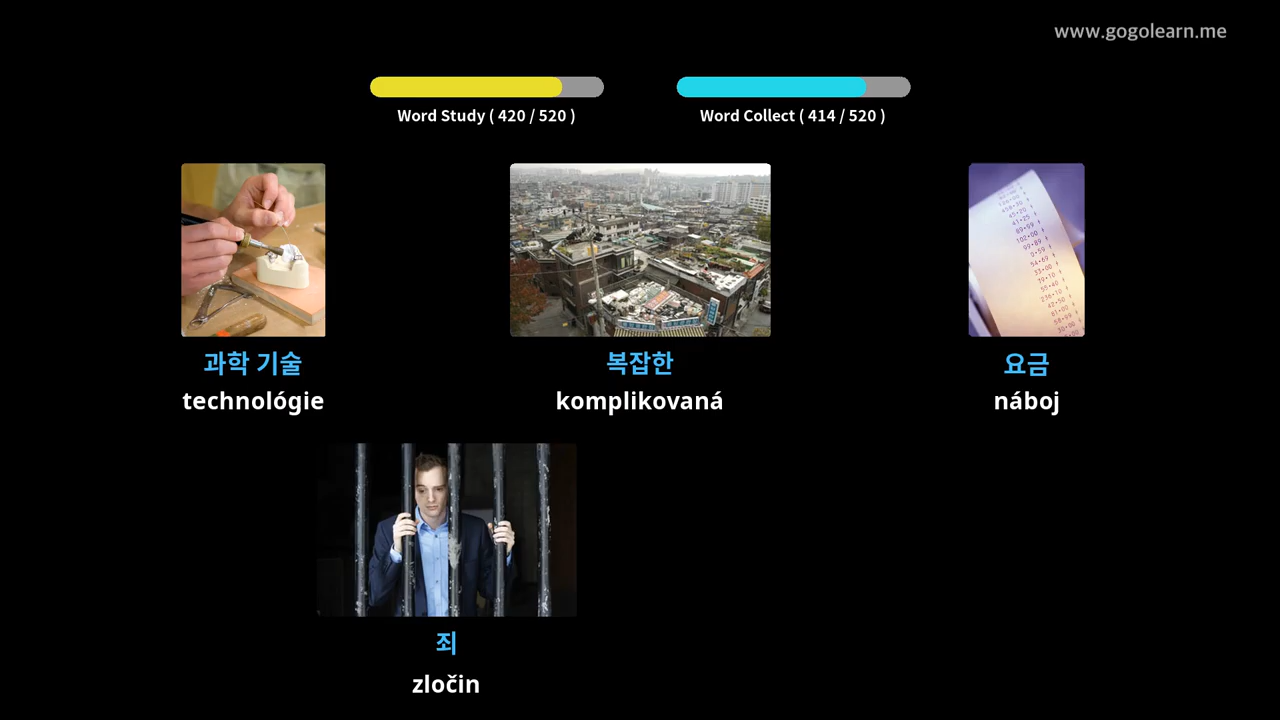 www.gogolearn.me
Word Study ( 420 / 520 )
Word Collect ( 414 / 520 )
과학 기술
technológie
복잡한
komplikovaná
요금
náboj
죄
zločin